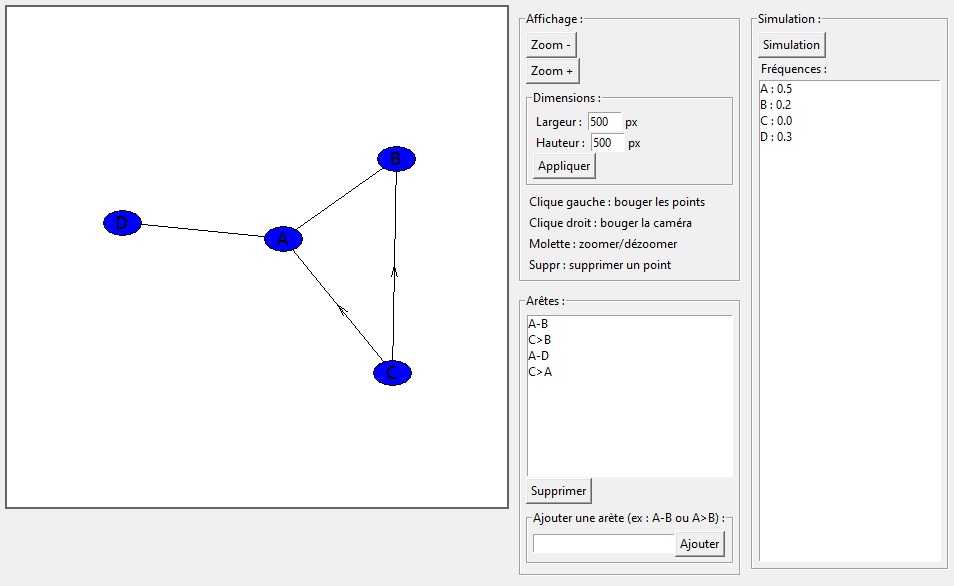 B
D
A
C
Affichage :
Zoom -
Zoom +
Dimensions :
Largeur : 500 px
Hauteur : 500 px
Appliquer
Clique gauche : bouger les points
Clique droit : bouger la caméra
Molette : zoomer/dézoomer
Suppr : supprimer un point
Arêtes :
A-B
C>B
A-D
C>A
Supprimer
Ajouter une arète (ex : A-B ou A>B) :
Ajouter
Simulation :
Simulation
Fréquences :
A : 0.5
B : 0.2
C : 0.0
D : 0.3